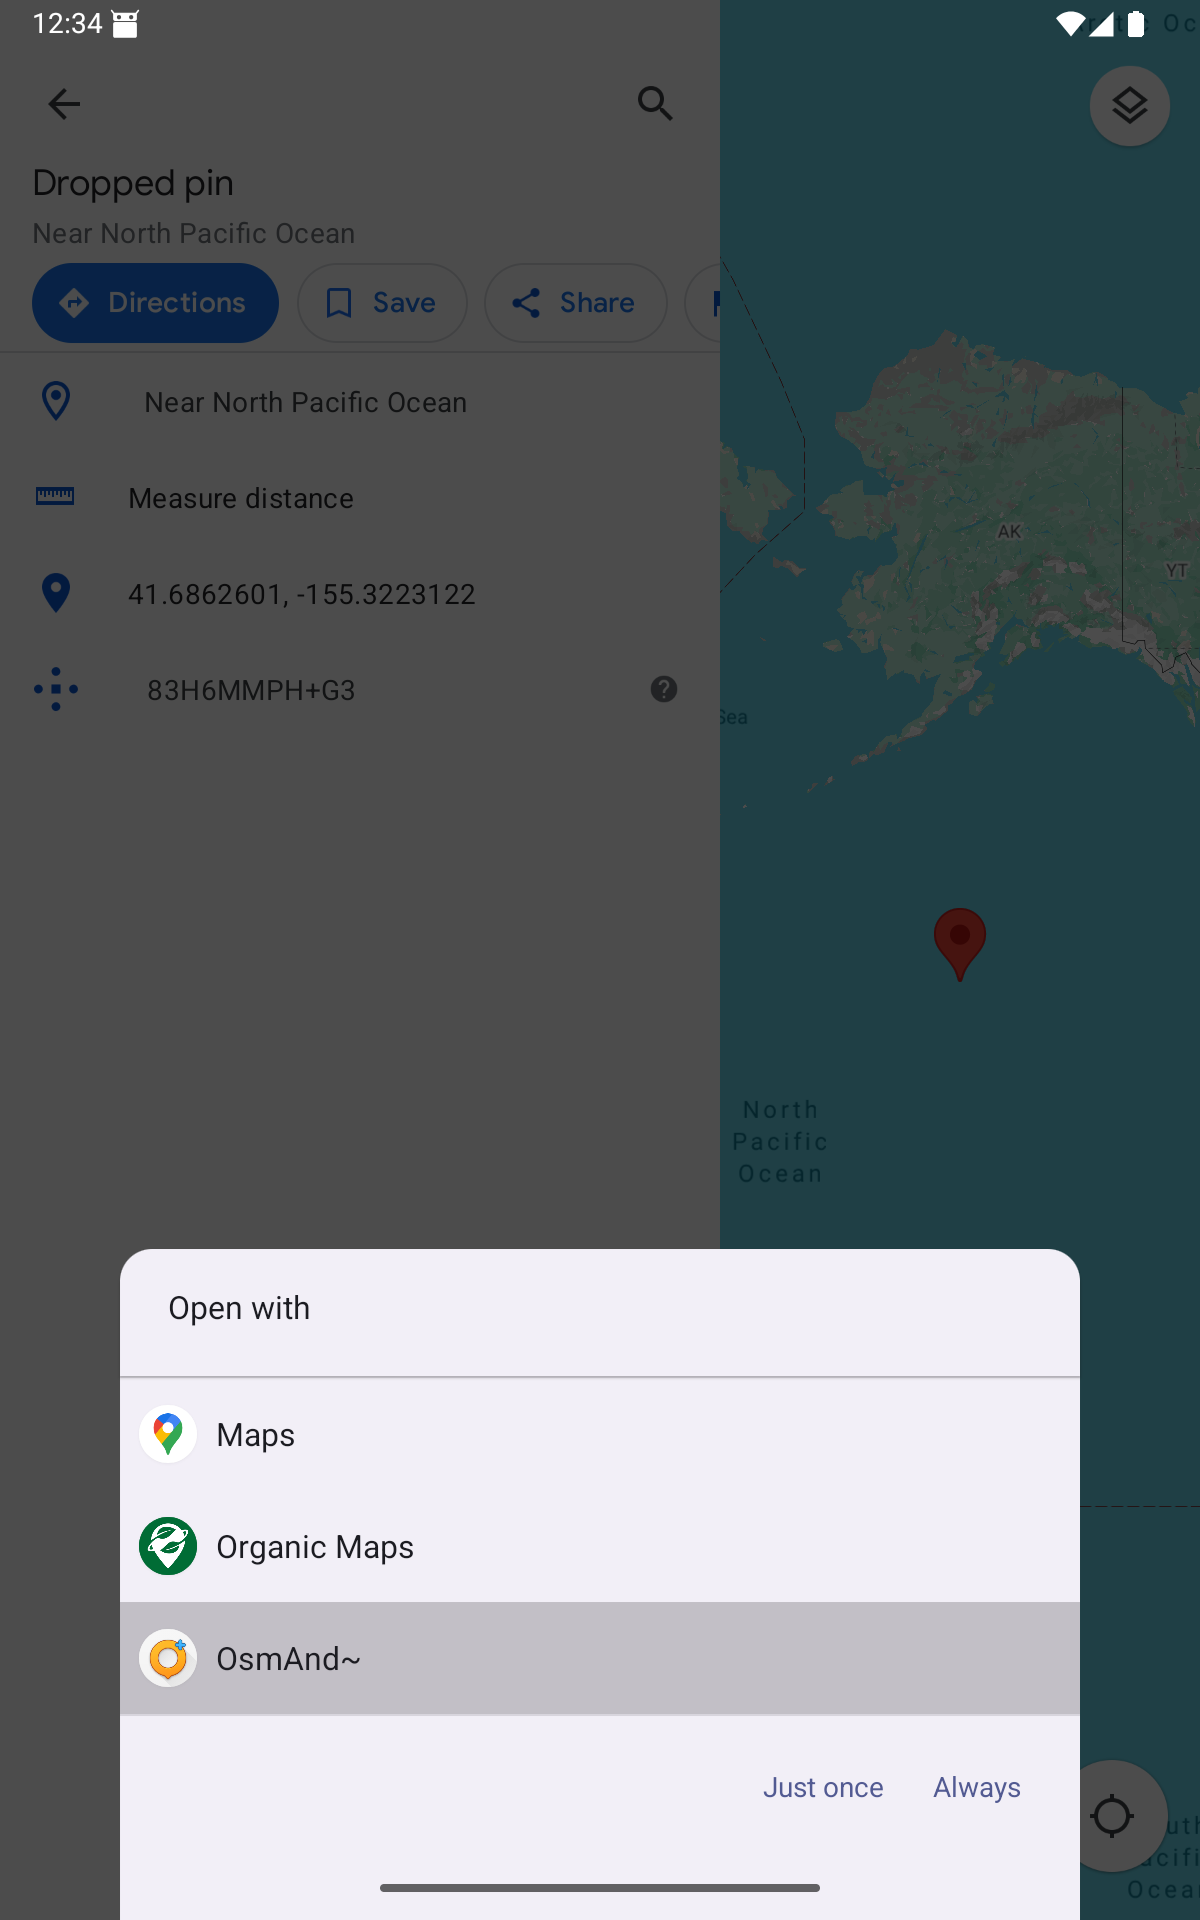 12:34
Dropped pin
Near North Pacific Ocean
Directions
Save
Share
Near North Pacific Ocean
Measure distance
41.6862601, -155.3223122
83H6MMPH+G3
AK
YT
Sea
North
Pacific
Ocean
Open with
Maps
Organic Maps
OsmAnd~
Just once
Always